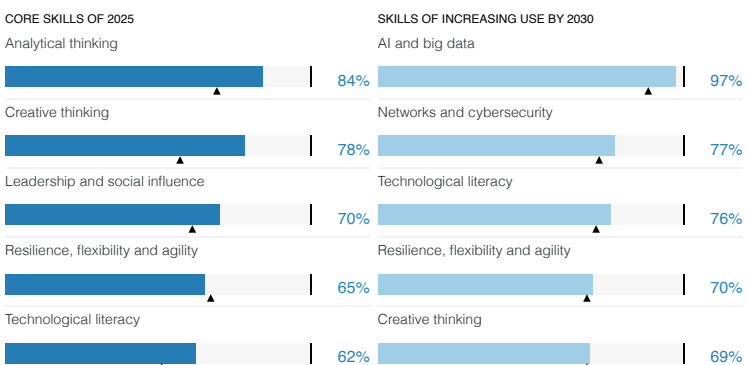 CORE SKILLS OF 2025
Analytical thinking
84%
Creative thinking
78%
Leadership and social influence
70%
Resilience, flexibility and agility
65%
Technological literacy
62%
SKILLS OF INCREASING USE BY 2030
AI and big data
97%
Networks and cybersecurity
77%
Technological literacy
76%
Resilience, flexibility and agility
70%
Creative thinking
69%